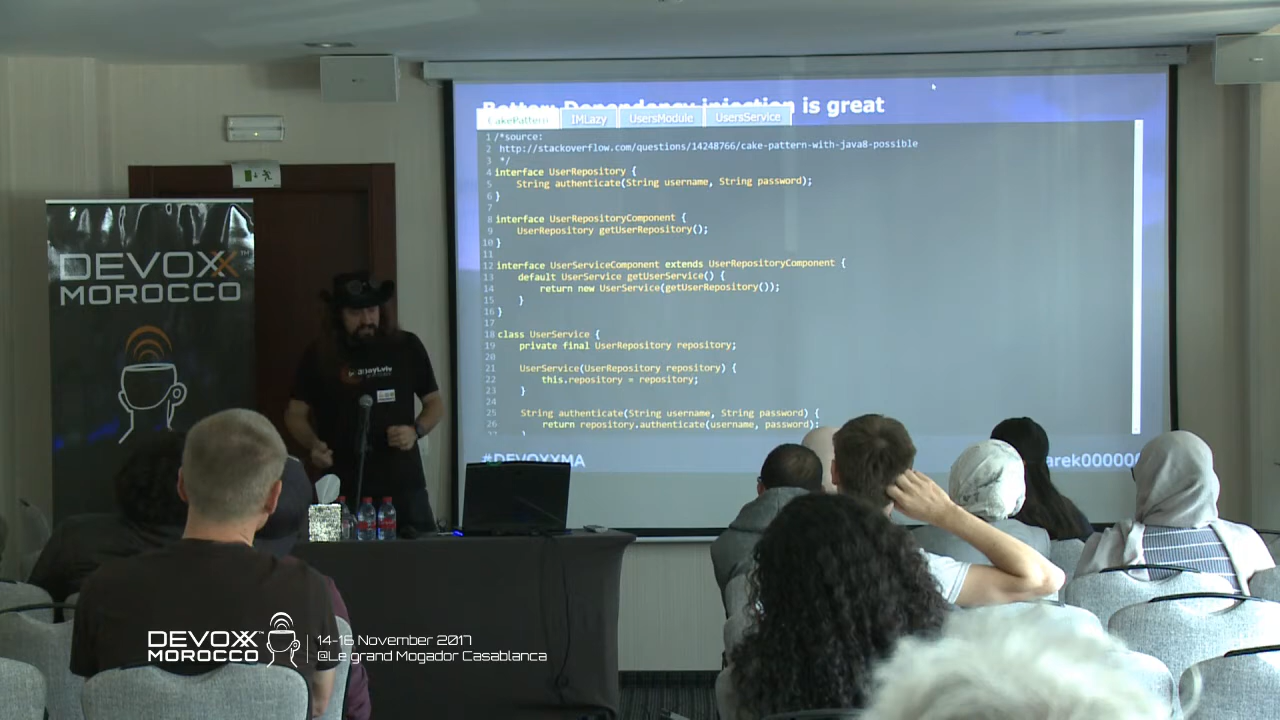 Better: Dependency injection is great
CakePattern IMLazy UsersModule UsersService
1 /*source:
2 http://stackoverflow.com/questions/14248766/cake-pattern-with-java8-possible
3 */
4 interface UserRepository {
5 String authenticate(String username, String password);
6 }
7
8 interface UserRepositoryComponent {
9 UserRepository getUserRepository();
10 }
11
12 interface UserServiceComponent extends UserRepositoryComponent {
13 default UserService getUserService() {
14 return new UserService(getUserRepository());
15 }
16 }
17
18 class UserService {
19 private final UserRepository repository;
20
21 UserService(UserRepository repository) {
22 this.repository = repository;
23 }
24
25 String authenticate(String username, String password) {
26 return repository.authenticate(username, password);
27 }
#DEVOXXMA
arek000000
DEVOXX™
MOROCCO
DEVOXX™
MOROCCO
14-16 November 2017
@Le grand Mogador Casablanca